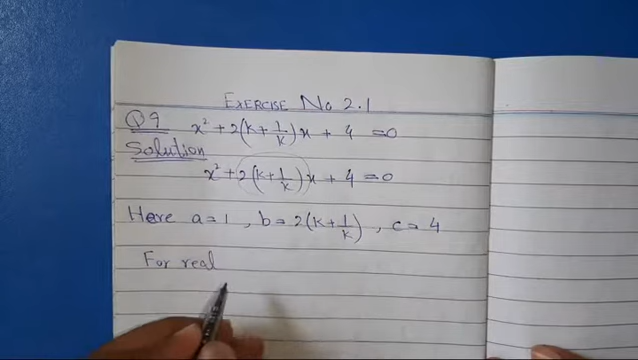 EXERCISE No 2.1
Q9 x² + 2(k + 1/k)x + 4 = 0
Solution
x² + 2(k + 1/k)x + 4 = 0
Here a = 1, b = 2(k + 1/k), c = 4
For real